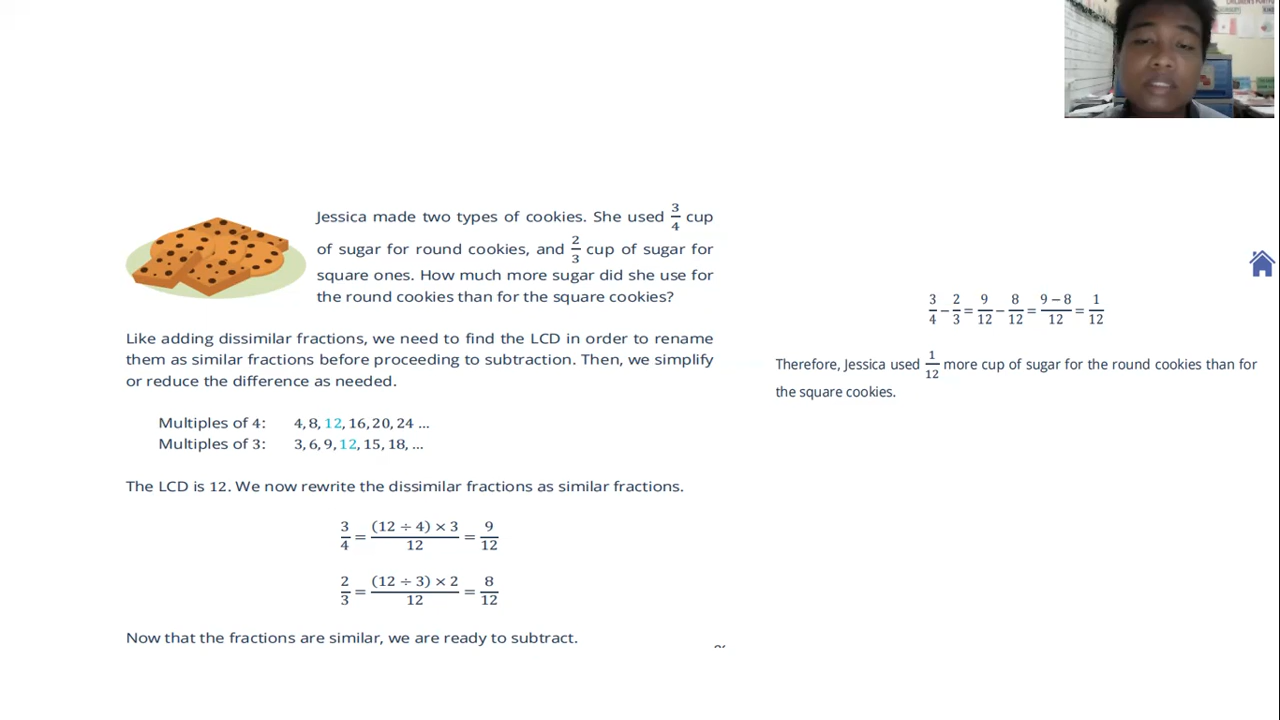 Jessica made two types of cookies. She used 3/4 cup
of sugar for round cookies, and 2/3 cup of sugar for
square ones. How much more sugar did she use for
the round cookies than for the square cookies?
Like adding dissimilar fractions, we need to find the LCD in order to rename
them as similar fractions before proceeding to subtraction. Then, we simplify
or reduce the difference as needed.
Multiples of 4: 4, 8, 12, 16, 20, 24 ...
Multiples of 3: 3, 6, 9, 12, 15, 18, ...
The LCD is 12. We now rewrite the dissimilar fractions as similar fractions.
3/4 = (12 ÷ 4) × 3/12 = 9/12
2/3 = (12 ÷ 3) × 2/12 = 8/12
Now that the fractions are similar, we are ready to subtract.
3/4 − 2/3 = 9/12 − 8/12 = 9 − 8/12 = 1/12
Therefore, Jessica used 1/12 more cup of sugar for the round cookies than for
the square cookies.